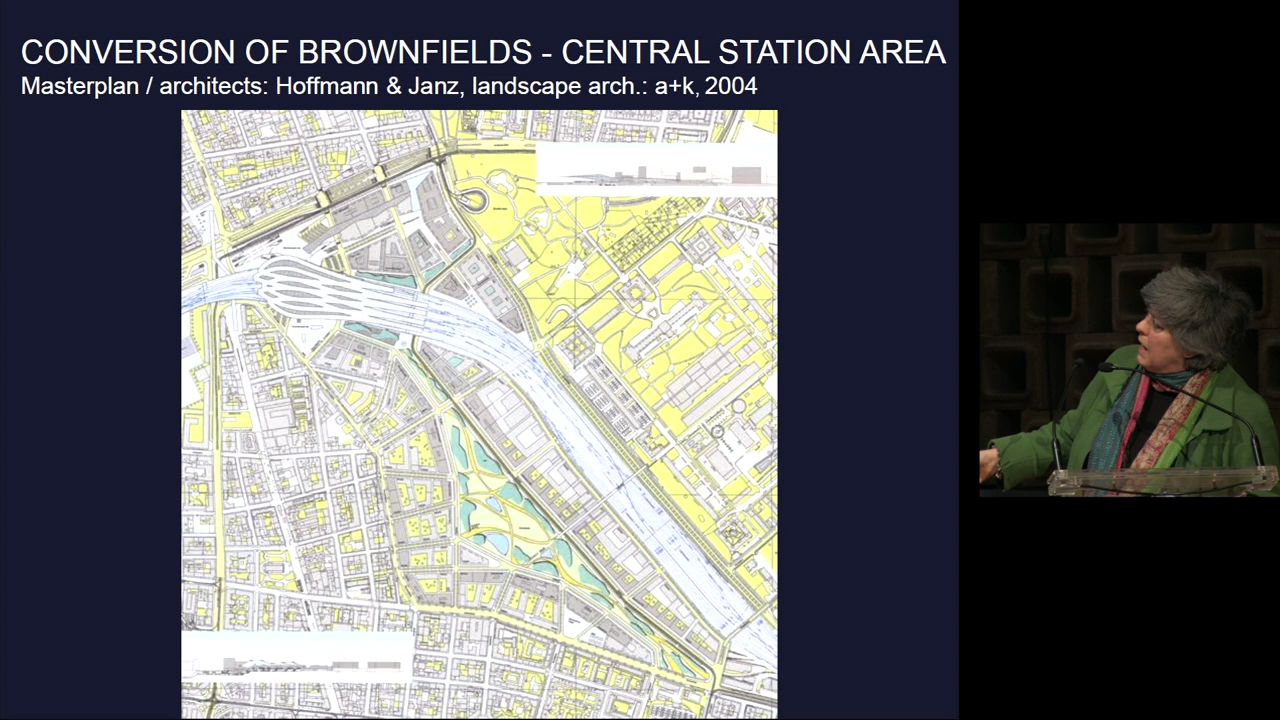 CONVERSION OF BROWNFIELDS - CENTRAL STATION AREA
Masterplan / architects: Hoffmann & Janz, landscape arch.: a+k, 2004